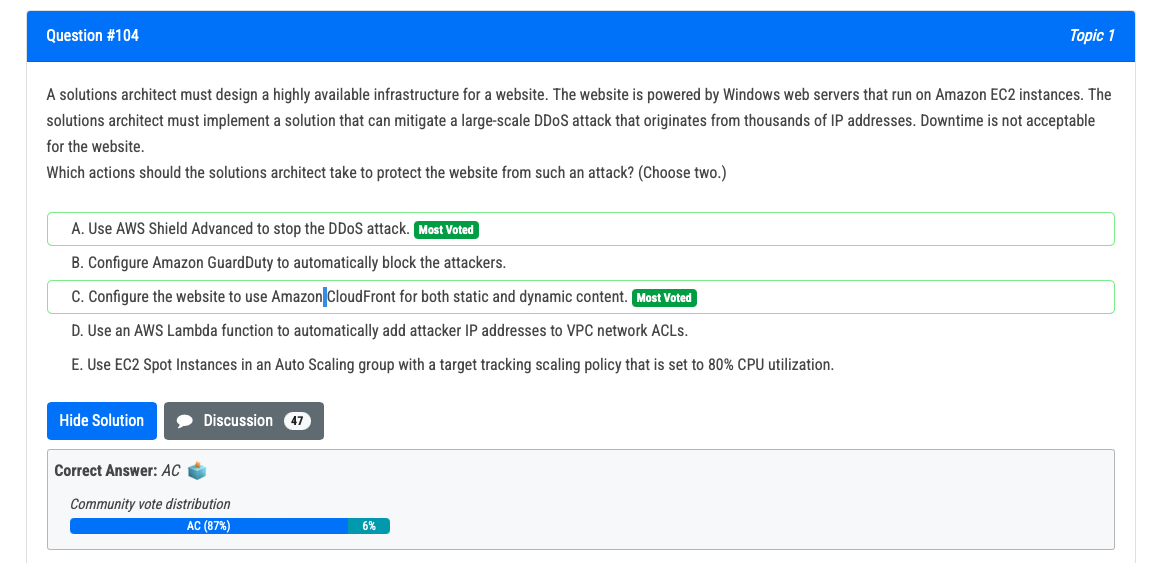 Question #104
Topic 1
A solutions architect must design a highly available infrastructure for a website. The website is powered by Windows web servers that run on Amazon EC2 instances. The
solutions architect must implement a solution that can mitigate a large-scale DDoS attack that originates from thousands of IP addresses. Downtime is not acceptable
for the website.
Which actions should the solutions architect take to protect the website from such an attack? (Choose two.)
A. Use AWS Shield Advanced to stop the DDoS attack. Most Voted
B. Configure Amazon GuardDuty to automatically block the attackers.
C. Configure the website to use Amazon CloudFront for both static and dynamic content. Most Voted
D. Use an AWS Lambda function to automatically add attacker IP addresses to VPC network ACLs.
E. Use EC2 Spot Instances in an Auto Scaling group with a target tracking scaling policy that is set to 80% CPU utilization.
Hide Solution
Discussion 47
Correct Answer: AC
Community vote distribution
AC (87%) 6%